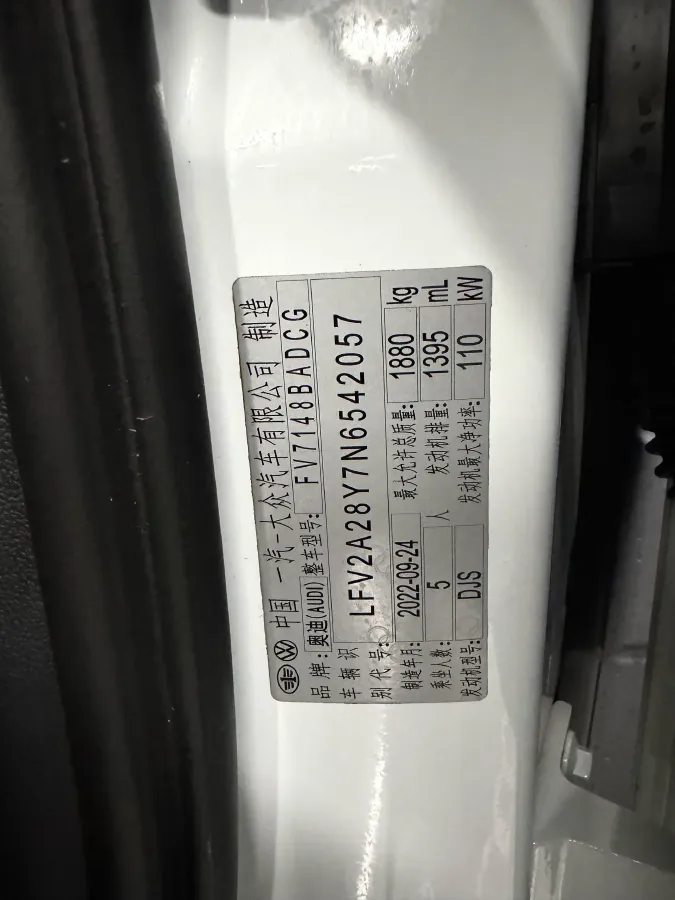 中国 一汽-大众汽车有限公司 制造
品牌: 奥迪(AUDI) 整车型号: FV7148BADCG
车辆识别代号: LFV2A28Y7N6542057
制造年月: 2022-09-24 最大允许总质量: 1880 kg
乘坐人数: 5 人 发动机排量: 1395 mL
发动机型号: DJS 发动机最大净功率: 110 kW